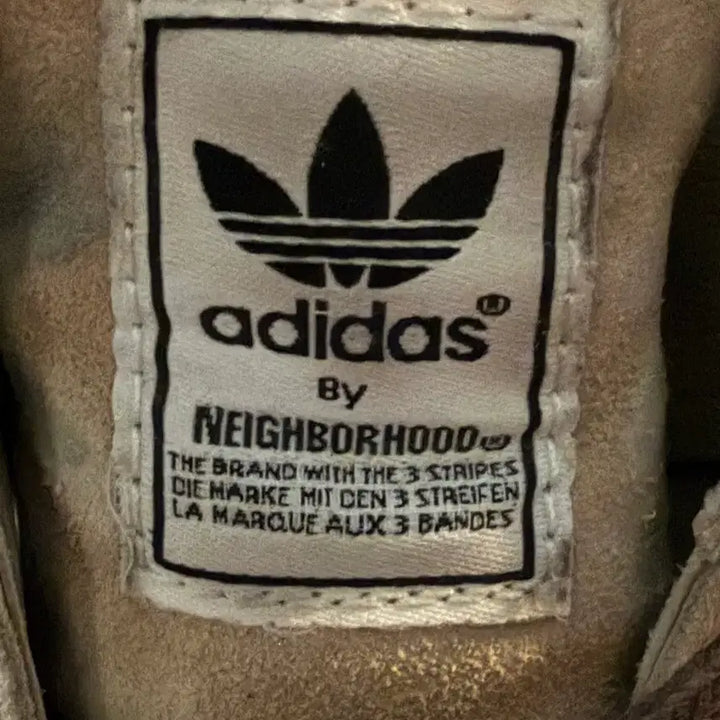 adidas®
By
NEIGHBORHOOD®
THE BRAND WITH THE 3 STRIPES
DIE MARKE MIT DEN 3 STREIFEN
LA MARQUE AUX 3 BANDES